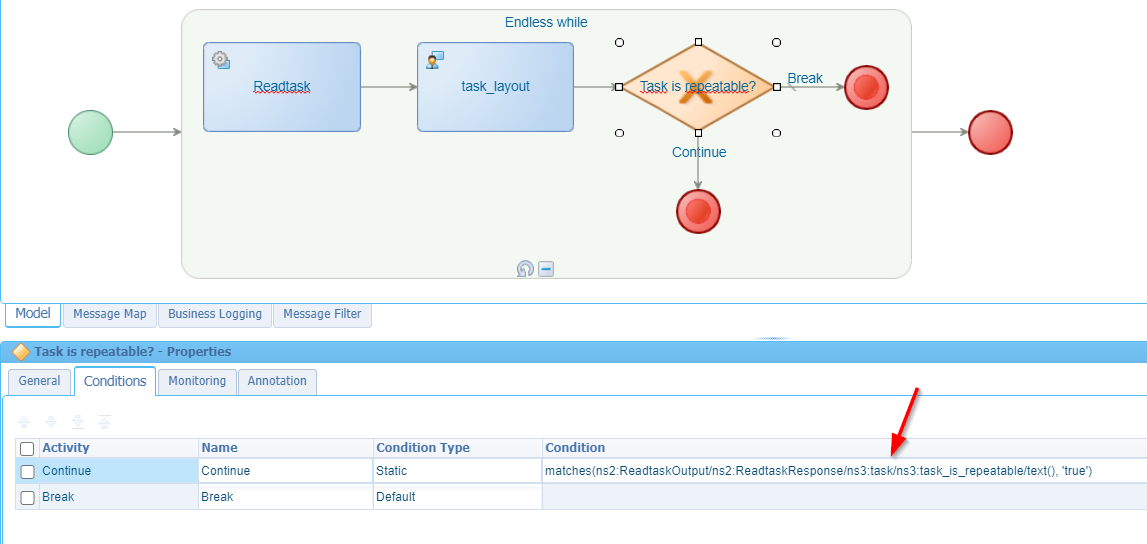 Endless while
Readtask
task_layout
Task is repeatable?
Break
Continue
Model
Message Map
Business Logging
Message Filter
Task is repeatable? - Properties
General
Conditions
Monitoring
Annotation
Activity Name Condition Type Condition
Continue Continue Static matches(ns2:ReadtaskOutput/ns2:ReadtaskResponse/ns3:task/ns3:task_is_repeatable/text(), 'true')
Break Break Default